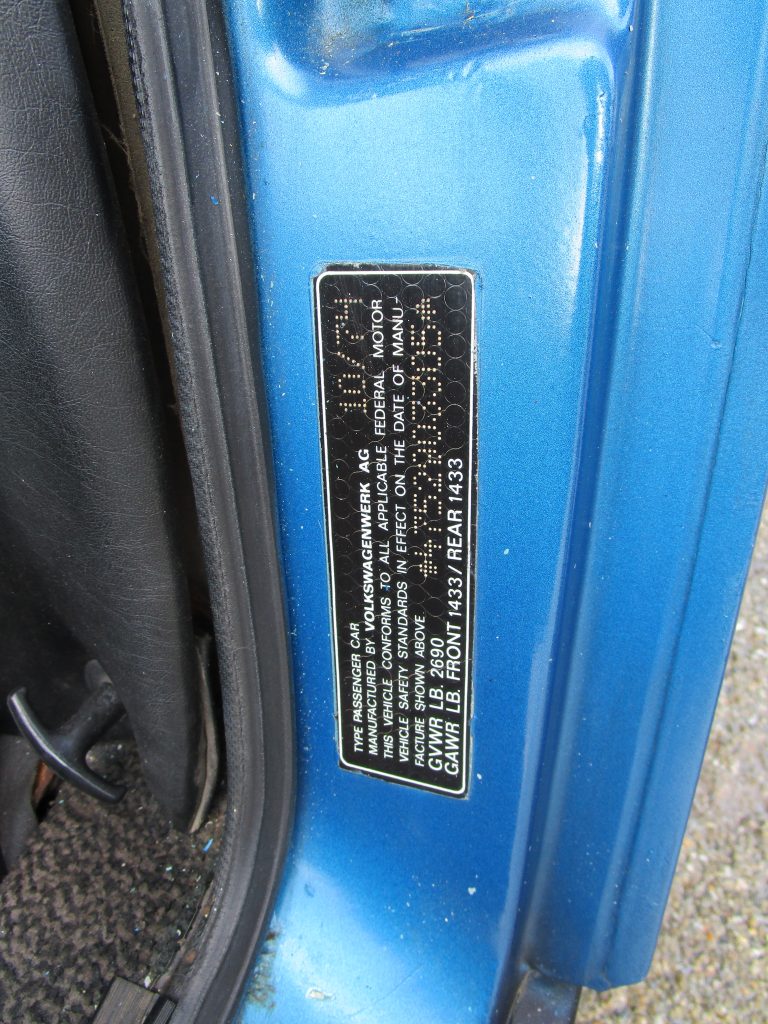 TYPE PASSENGER CAR
MANUFACTURED BY VOLKSWAGENWERK AG 10/74
THIS VEHICLE CONFORMS TO ALL APPLICABLE FEDERAL MOTOR
VEHICLE SAFETY STANDARDS IN EFFECT ON THE DATE OF MANU-
FACTURE SHOWN ABOVE
GVWR LB. 2690
GAWR LB. FRONT 1433 / REAR 1433